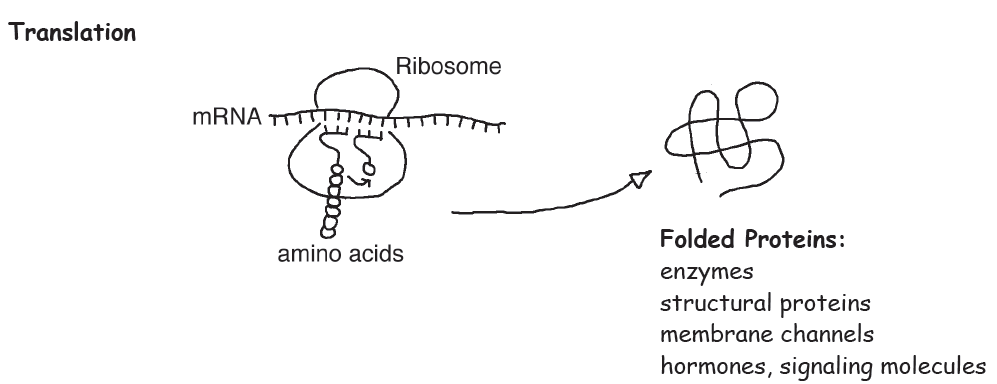 Translation
Ribosome
mRNA
amino acids
Folded Proteins:
enzymes
structural proteins
membrane channels
hormones, signaling molecules